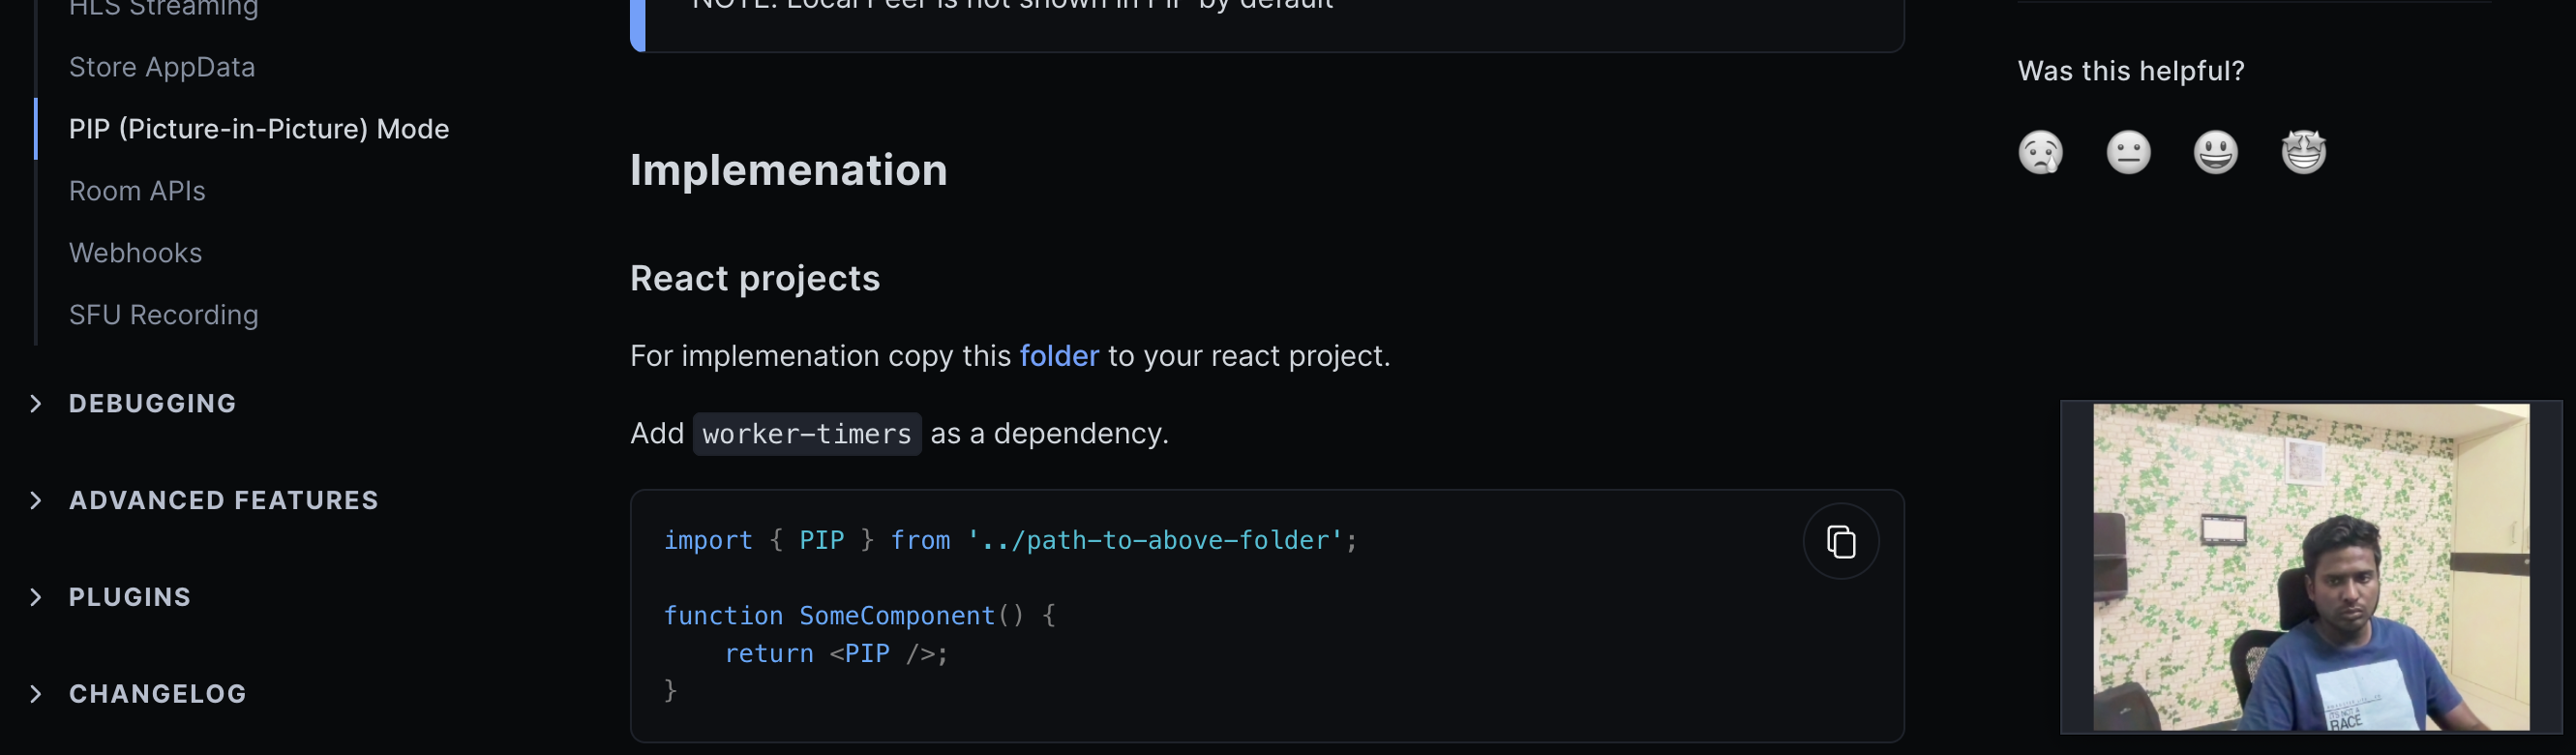 HLS Streaming
Store AppData
PIP (Picture-in-Picture) Mode
Room APIs
Webhooks
SFU Recording
DEBUGGING
ADVANCED FEATURES
PLUGINS
CHANGELOG
NOTE: Local Peer is not shown in PIP by default
Implemenation
React projects
For implemenation copy this folder to your react project.
Add worker-timers as a dependency.
import { PIP } from '../path-to-above-folder';
function SomeComponent() {
return <PIP />;
}
Was this helpful?
IT'S NOT A
RACE